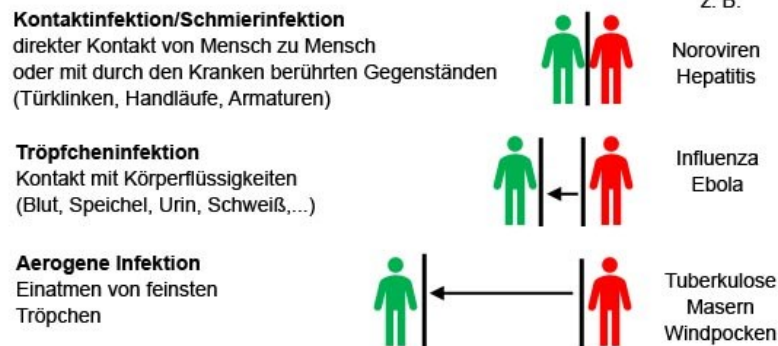 z. B.
Kontaktinfektion/Schmierinfektion
direkter Kontakt von Mensch zu Mensch
oder mit durch den Kranken berührten Gegenständen
(Türklinken, Handläufe, Armaturen)
Noroviren
Hepatitis
Tröpfcheninfektion
Kontakt mit Körperflüssigkeiten
(Blut, Speichel, Urin, Schweiß,...)
Influenza
Ebola
Aerogene Infektion
Einatmen von feinsten
Tröpchen
Tuberkulose
Masern
Windpocken